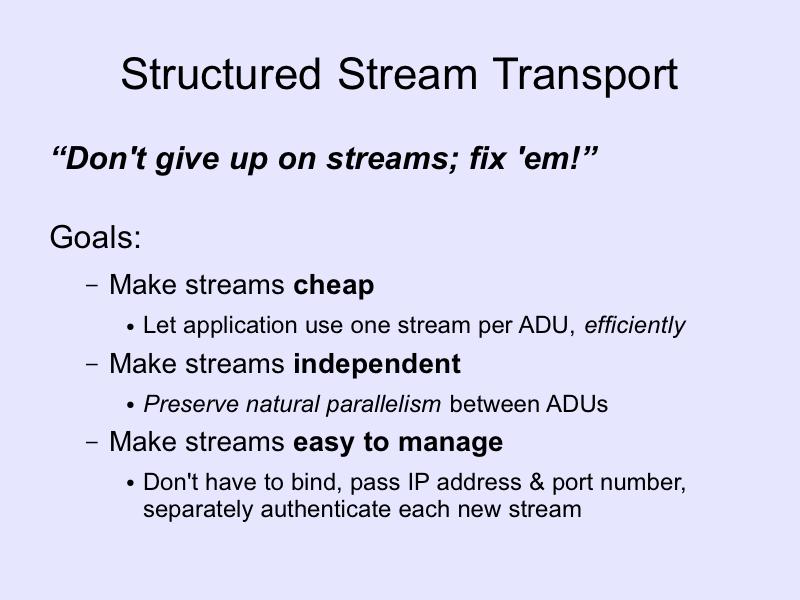 Structured Stream Transport
“Don't give up on streams; fix 'em!”
Goals:
– Make streams cheap
• Let application use one stream per ADU, efficiently
– Make streams independent
• Preserve natural parallelism between ADUs
– Make streams easy to manage
• Don't have to bind, pass IP address & port number,
separately authenticate each new stream